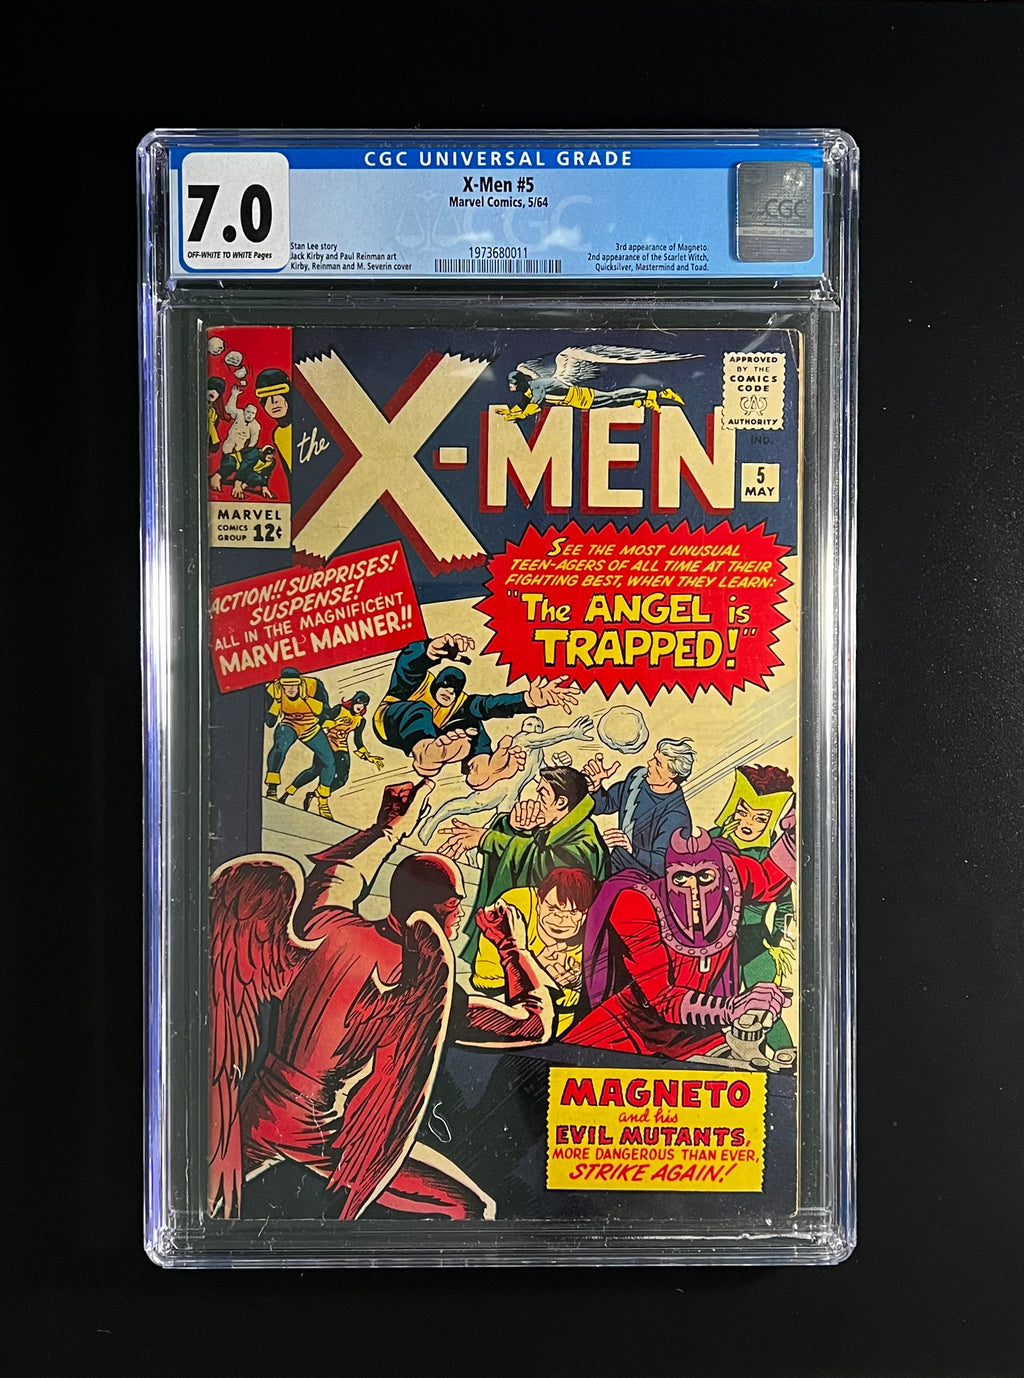 CGC UNIVERSAL GRADE
7.0
OFF-WHITE TO WHITE Pages
X-Men #5
Marvel Comics, 5/64
Stan Lee story
Jack Kirby and Paul Reinman art
Kirby, Reinman and M. Severin cover
1973680011
3rd appearance of Magneto.
2nd appearance of the Scarlet Witch,
Quicksilver, Mastermind and Toad.
CGC
CGC
MARVEL
COMICS
GROUP 12¢
the X-MEN
APPROVED
BY THE
COMICS
CODE
AUTHORITY
IND.
5
MAY
ACTION!! SURPRISES!
SUSPENSE!
ALL IN THE MAGNIFICENT
MARVEL MANNER!!
SEE THE MOST UNUSUAL
TEEN-AGERS OF ALL TIME AT THEIR
FIGHTING BEST, WHEN THEY LEARN:
"The ANGEL is
TRAPPED!"
MAGNETO
and his
EVIL MUTANTS,
MORE DANGEROUS THAN EVER,
STRIKE AGAIN!